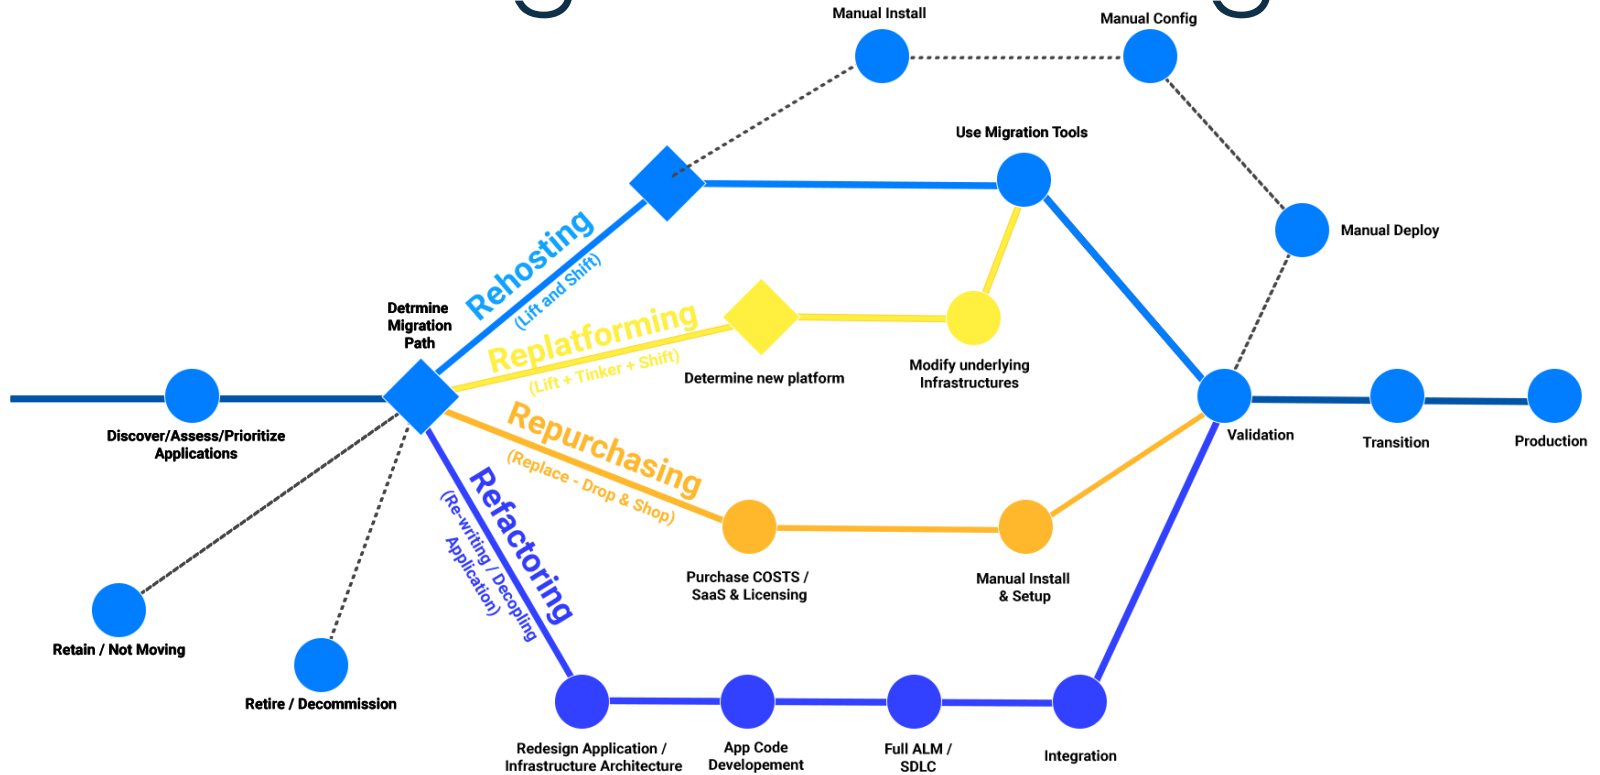 Manual Install
Manual Config
Use Migration Tools
Manual Deploy
Rehosting
(Lift and Shift)
Detrmine
Migration
Path
Replatforming
(Lift + Tinker + Shift)
Determine new platform
Modify underlying
Infrastructures
Discover/Assess/Prioritize
Applications
Repurchasing
(Replace - Drop & Shop)
Validation
Transition
Production
Refactoring
(Re-writing / Decopling
Application)
Purchase COSTS /
SaaS & Licensing
Manual Install
& Setup
Retain / Not Moving
Retire / Decommission
Redesign Application /
Infrastructure Architecture
App Code
Developement
Full ALM /
SDLC
Integration